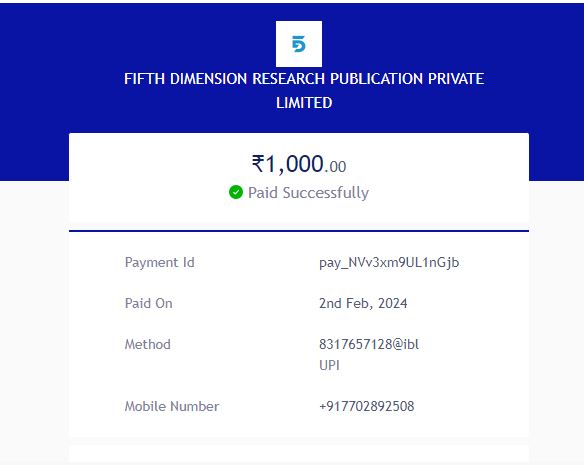 FIFTH DIMENSION RESEARCH PUBLICATION PRIVATE
LIMITED
₹1,000.00
Paid Successfully
Payment Id pay_NVv3xm9UL1nGjb
Paid On 2nd Feb, 2024
Method 8317657128@ibl
UPI
Mobile Number +917702892508